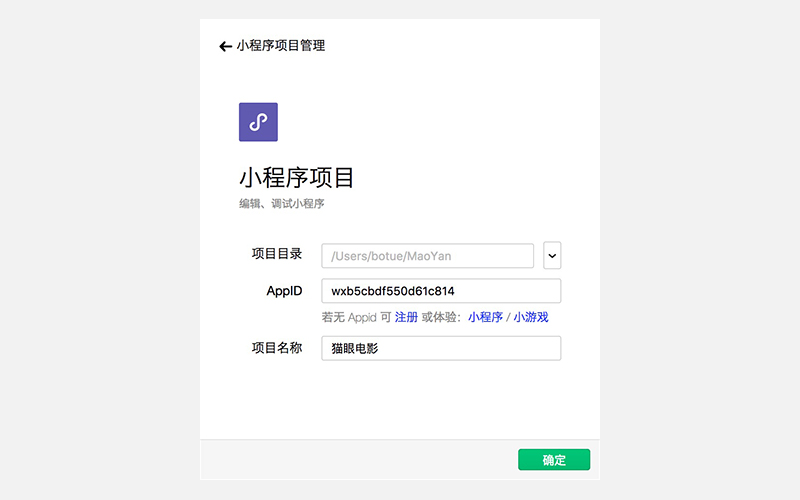 小程序项目管理
小程序项目
编辑、调试小程序
项目目录 /Users/botue/MaoYan
AppID wxb5cbdf550d61c814
若无 Appid 可 注册 或体验：小程序 / 小游戏
项目名称 猫眼电影
确定